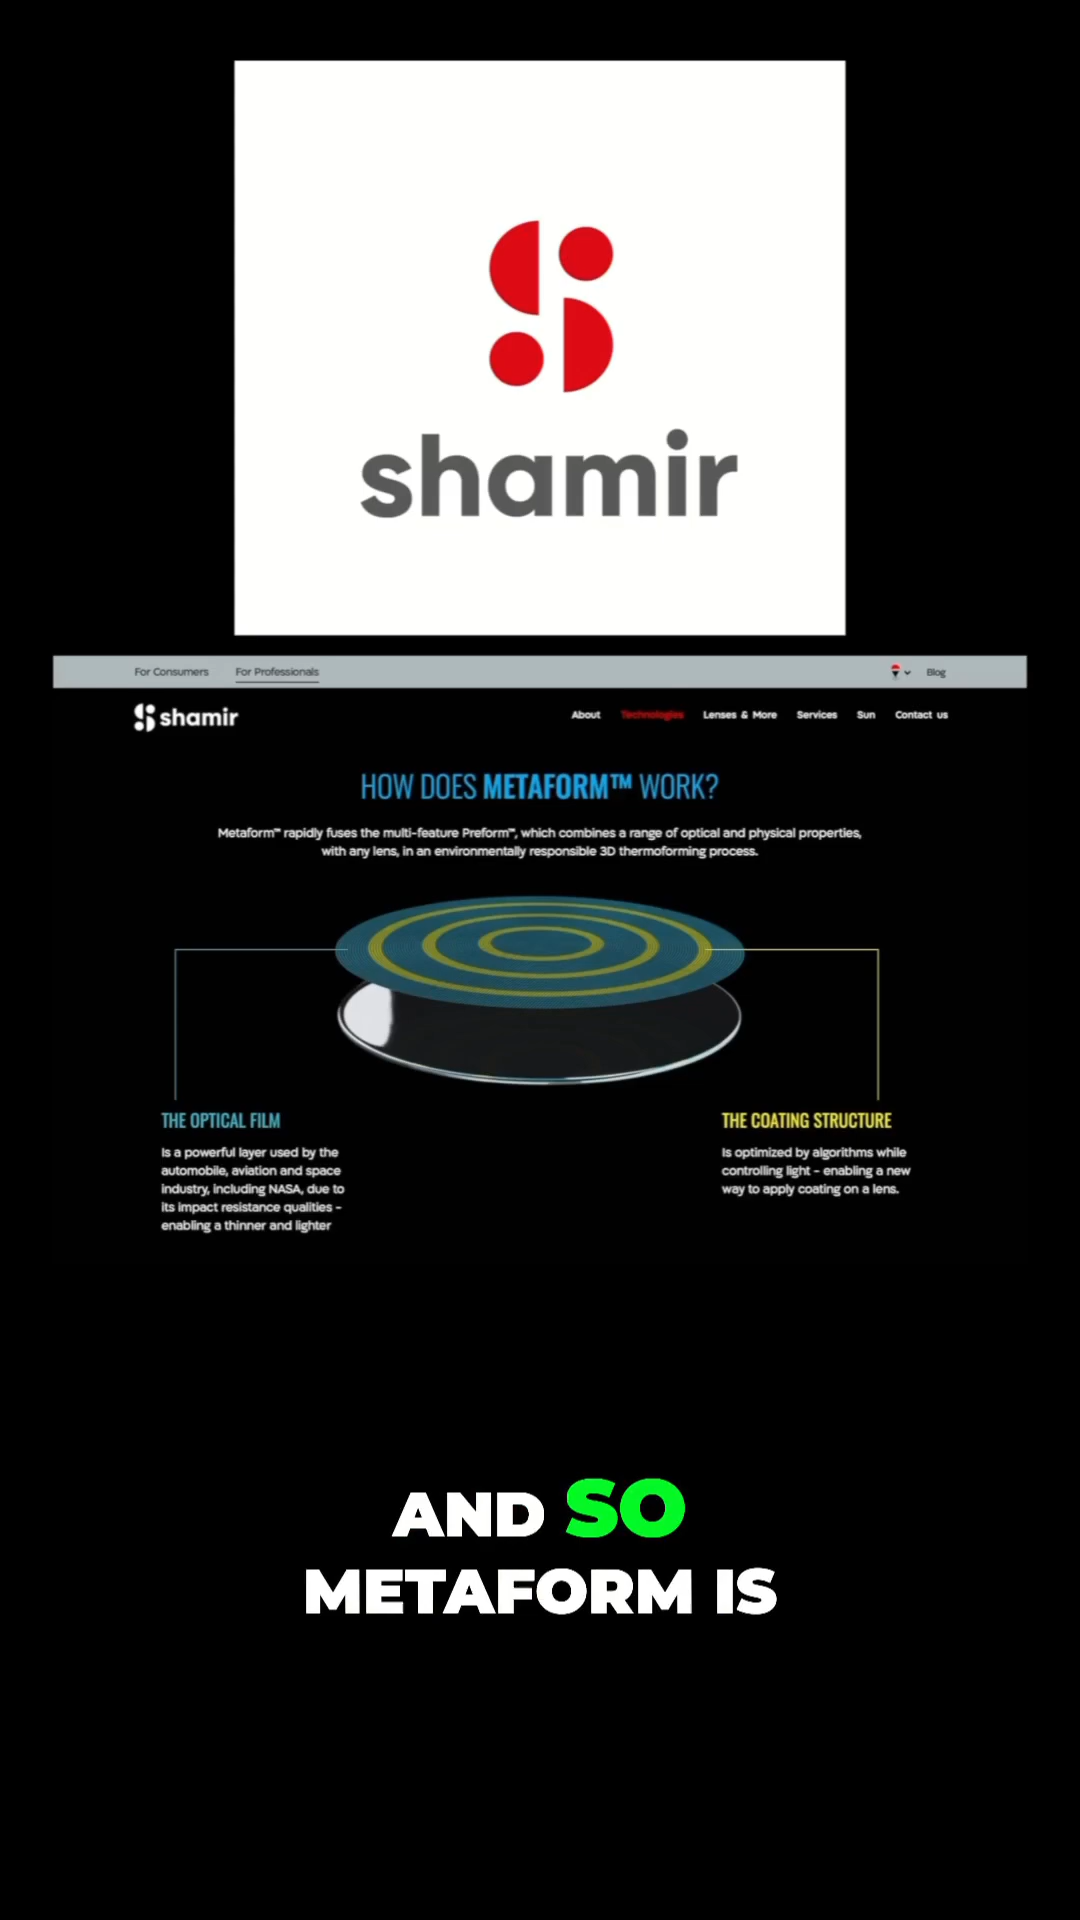 shamir
For Consumers For Professionals Blog
shamir About Technologies Lenses & More Services Sun Contact us
HOW DOES METAFORM™ WORK?
Metaform™ rapidly fuses the multi-feature Preform™, which combines a range of optical and physical properties,
with any lens, in an environmentally responsible 3D thermoforming process.
THE OPTICAL FILM
Is a powerful layer used by the
automobile, aviation and space
industry, including NASA, due to
its impact resistance qualities -
enabling a thinner and lighter
THE COATING STRUCTURE
Is optimized by algorithms while
controlling light - enabling a new
way to apply coating on a lens.
AND SO
METAFORM IS